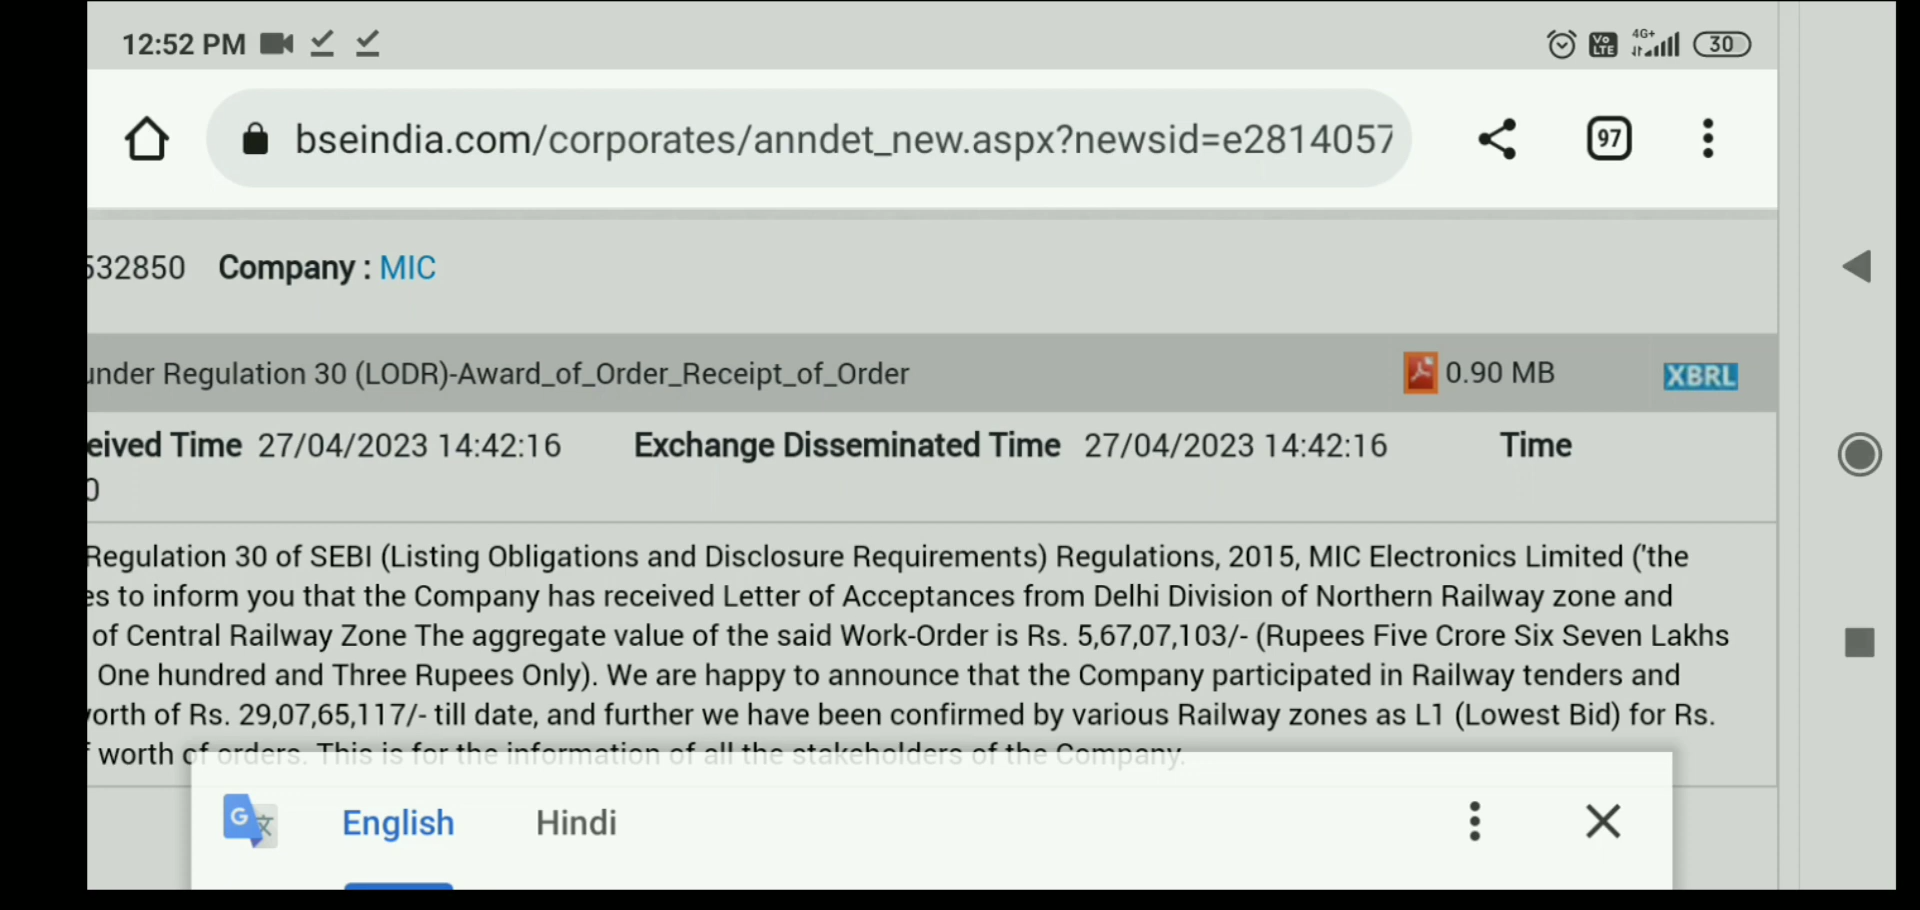 12:52 PM
Vo LTE 4G+ 30
bseindia.com/corporates/anndet_new.aspx?newsid=e2814057
97
532850 Company : MIC
under Regulation 30 (LODR)-Award_of_Order_Receipt_of_Order 0.90 MB XBRL
eived Time 27/04/2023 14:42:16 Exchange Disseminated Time 27/04/2023 14:42:16 Time
0
Regulation 30 of SEBI (Listing Obligations and Disclosure Requirements) Regulations, 2015, MIC Electronics Limited ('the
es to inform you that the Company has received Letter of Acceptances from Delhi Division of Northern Railway zone and
of Central Railway Zone The aggregate value of the said Work-Order is Rs. 5,67,07,103/- (Rupees Five Crore Six Seven Lakhs
One hundred and Three Rupees Only). We are happy to announce that the Company participated in Railway tenders and
orth of Rs. 29,07,65,117/- till date, and further we have been confirmed by various Railway zones as L1 (Lowest Bid) for Rs.
worth of orders. This is for the information of all the stakeholders of the Company.
G 文 English Hindi